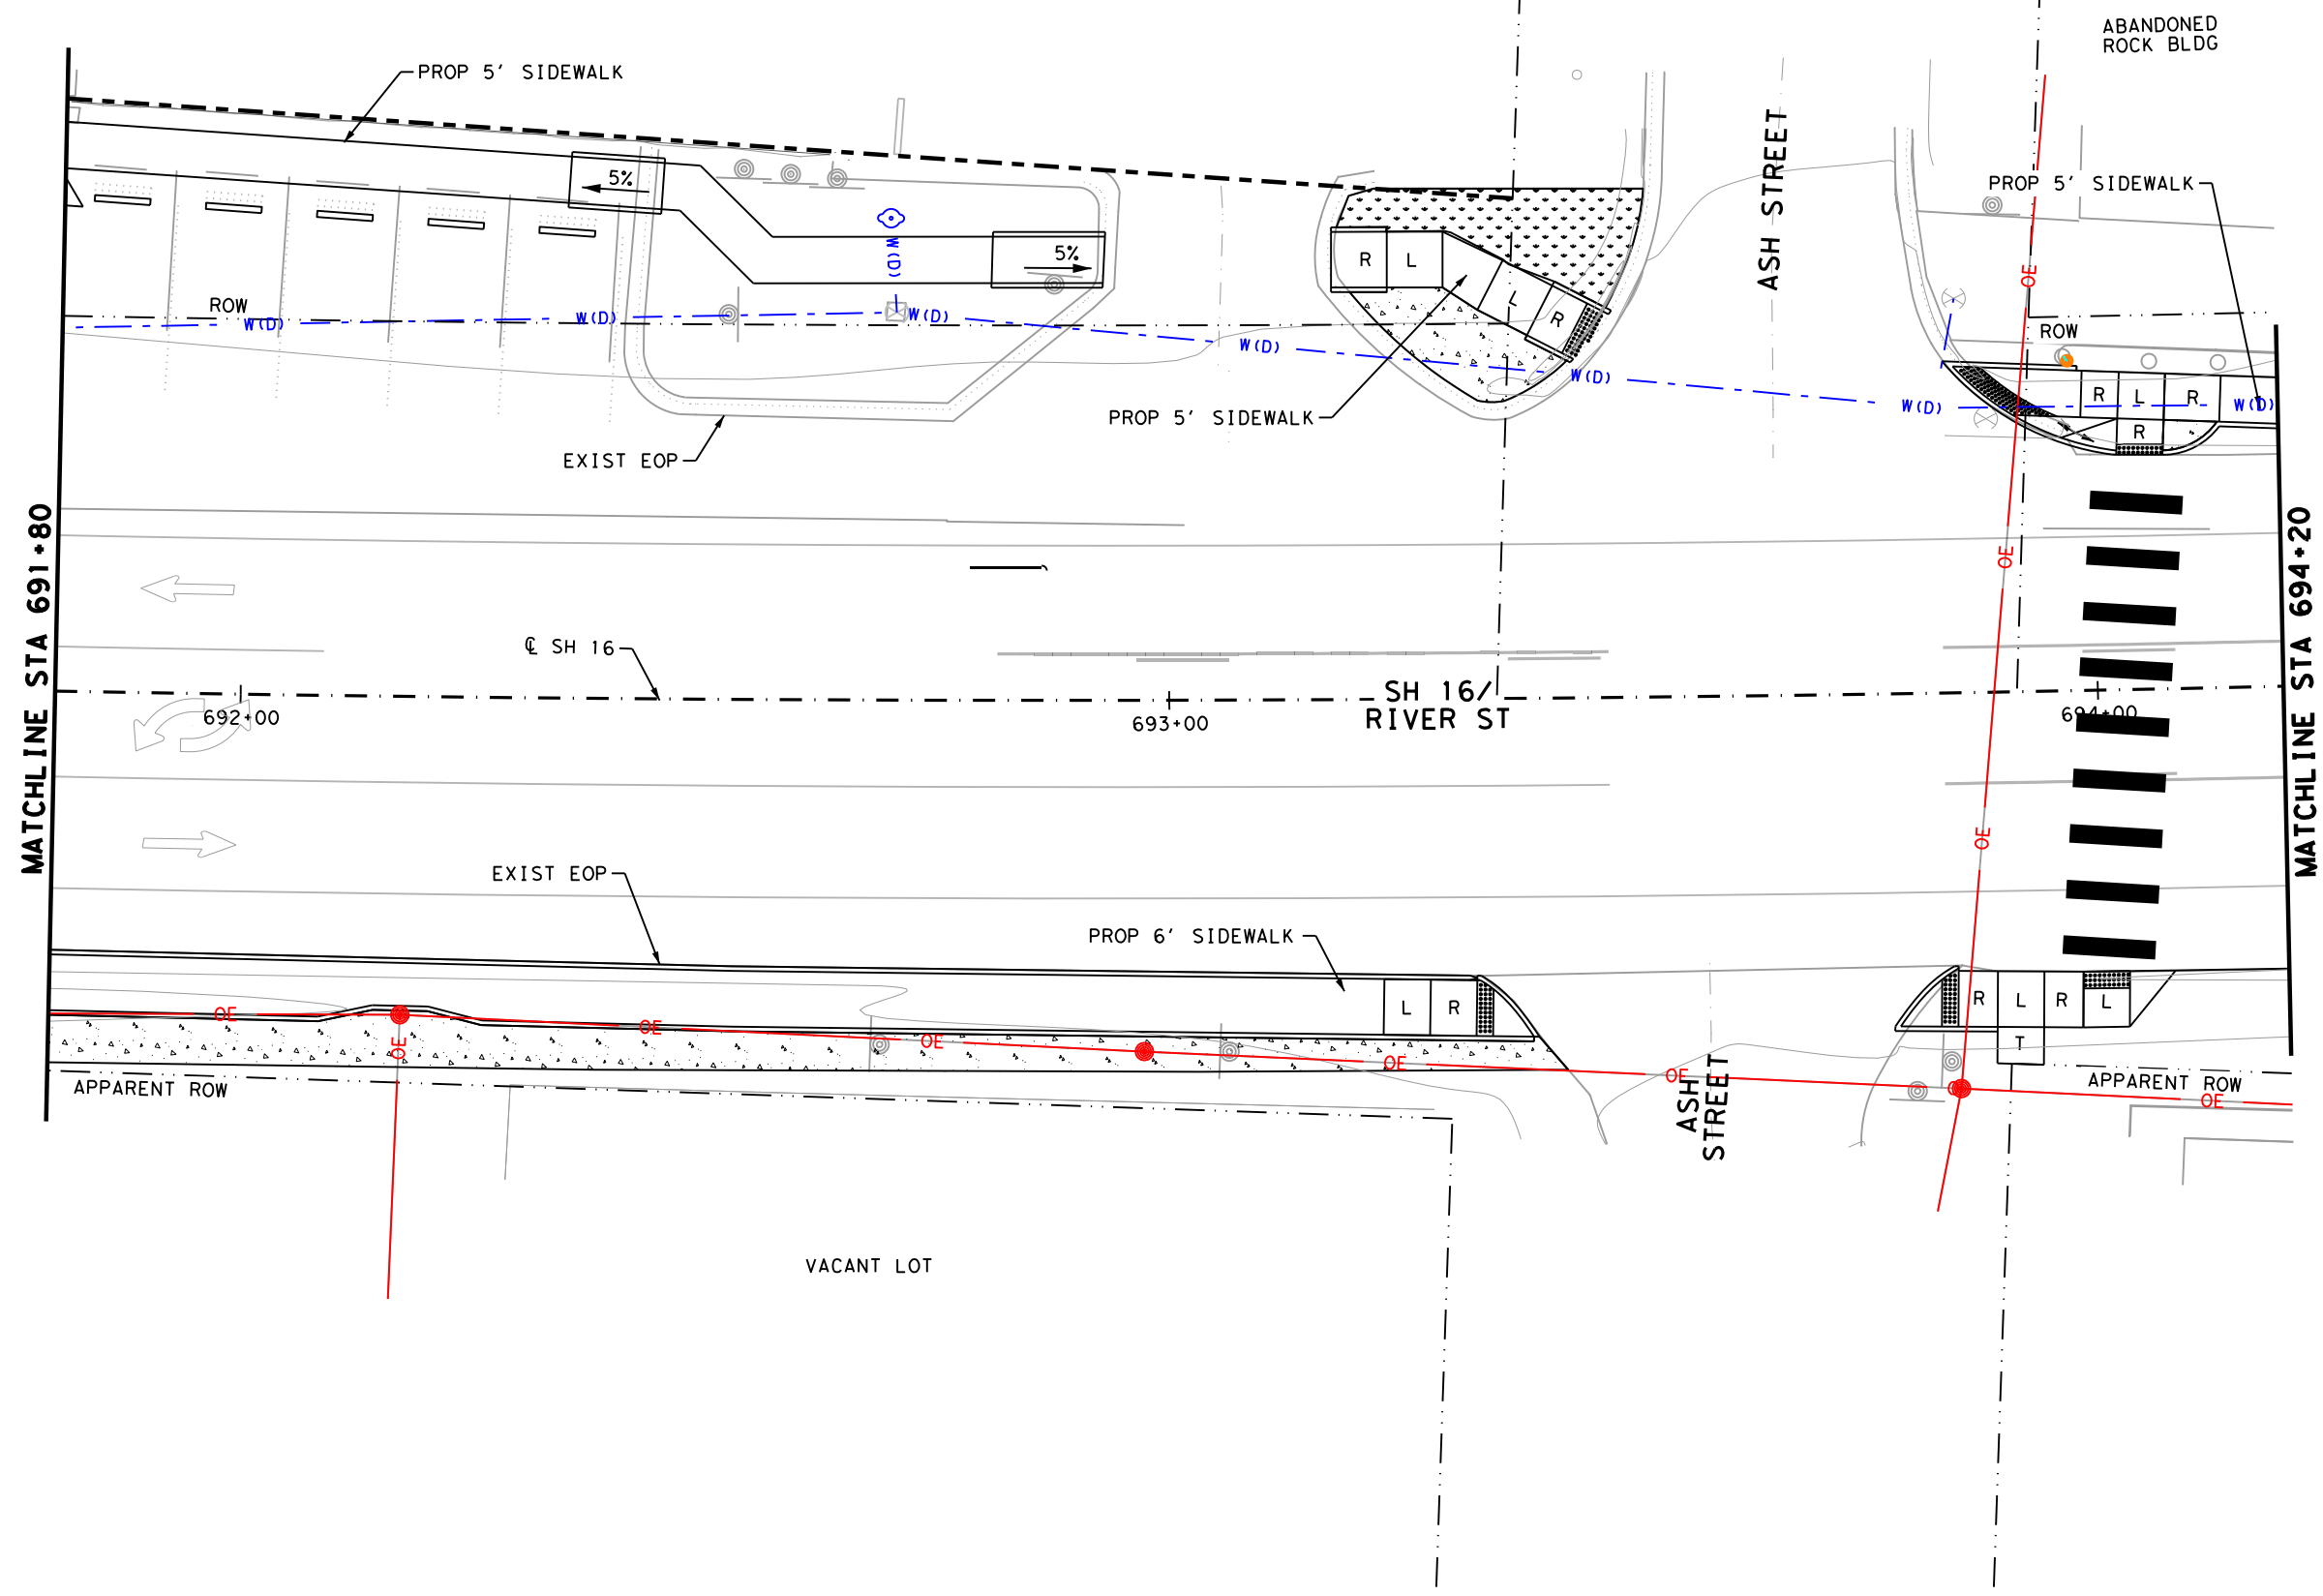 ABANDONED
ROCK BLDG
PROP 5' SIDEWALK
ASH STREET
5%
PROP 5' SIDEWALK
W(D)
5%
R L
OE
ROW
W(D)
W(D)
W(D)
L
R
ROW
W(D)
W(D)
R L R
W(D)
W(D)
PROP 5' SIDEWALK
R
EXIST EOP
MATCHLINE STA 691+80
MATCHLINE STA 694+20
OE
℄ SH 16
SH 16/
RIVER ST
692+00
693+00
694+00
OE
EXIST EOP
PROP 6' SIDEWALK
L R
R L R L
OE
OE
OE
OE
T
OE
OE
APPARENT ROW
ASH
STREET
APPARENT ROW
OE
VACANT LOT